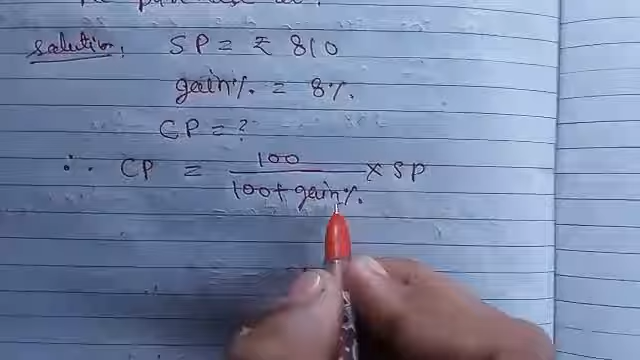 solution: SP = ₹ 810
gain% = 8%.
CP = ?
∴ CP = 100 / 100 + gain% × SP